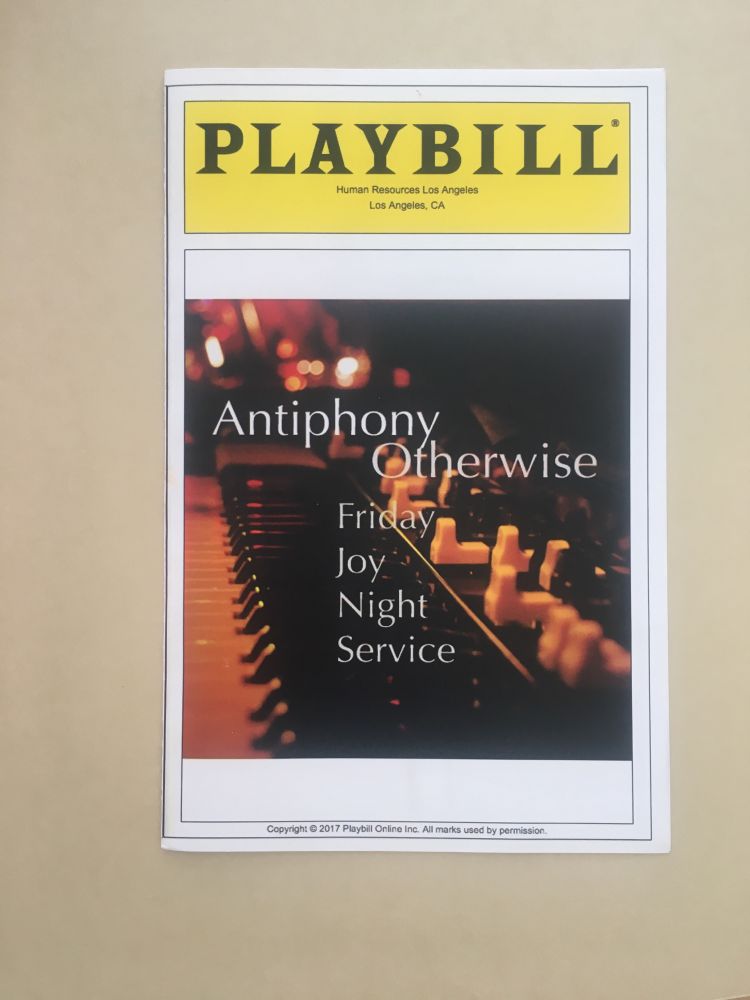 PLAYBILL®
Human Resources Los Angeles
Los Angeles, CA
Antiphony
Otherwise
Friday
Joy
Night
Service
Copyright © 2017 Playbill Online Inc. All marks used by permission.